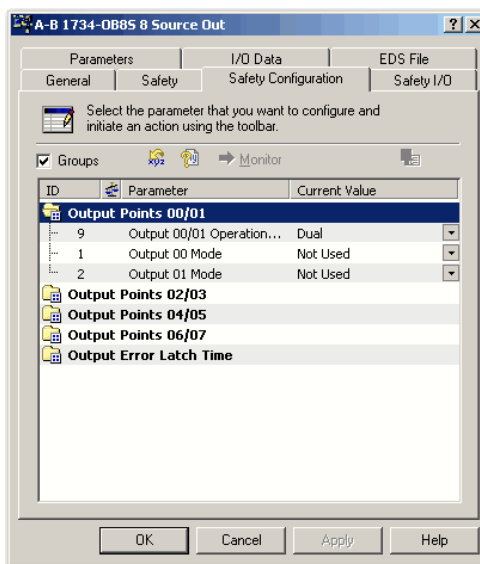 A-B 1734-OB8S 8 Source Out
Parameters I/O Data EDS File
General Safety Safety Configuration Safety I/O
Select the parameter that you want to configure and
initiate an action using the toolbar.
Groups Monitor
ID Parameter Current Value
Output Points 00/01
9 Output 00/01 Operation... Dual
1 Output 00 Mode Not Used
2 Output 01 Mode Not Used
Output Points 02/03
Output Points 04/05
Output Points 06/07
Output Error Latch Time
OK Cancel Apply Help